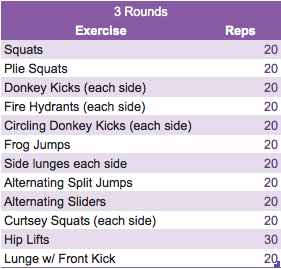 3 Rounds
Exercise Reps
Squats 20
Plie Squats 20
Donkey Kicks (each side) 20
Fire Hydrants (each side) 20
Circling Donkey Kicks (each side) 20
Frog Jumps 20
Side lunges each side 20
Alternating Split Jumps 20
Alternating Sliders 20
Curtsey Squats (each side) 20
Hip Lifts 30
Lunge w/ Front Kick 20